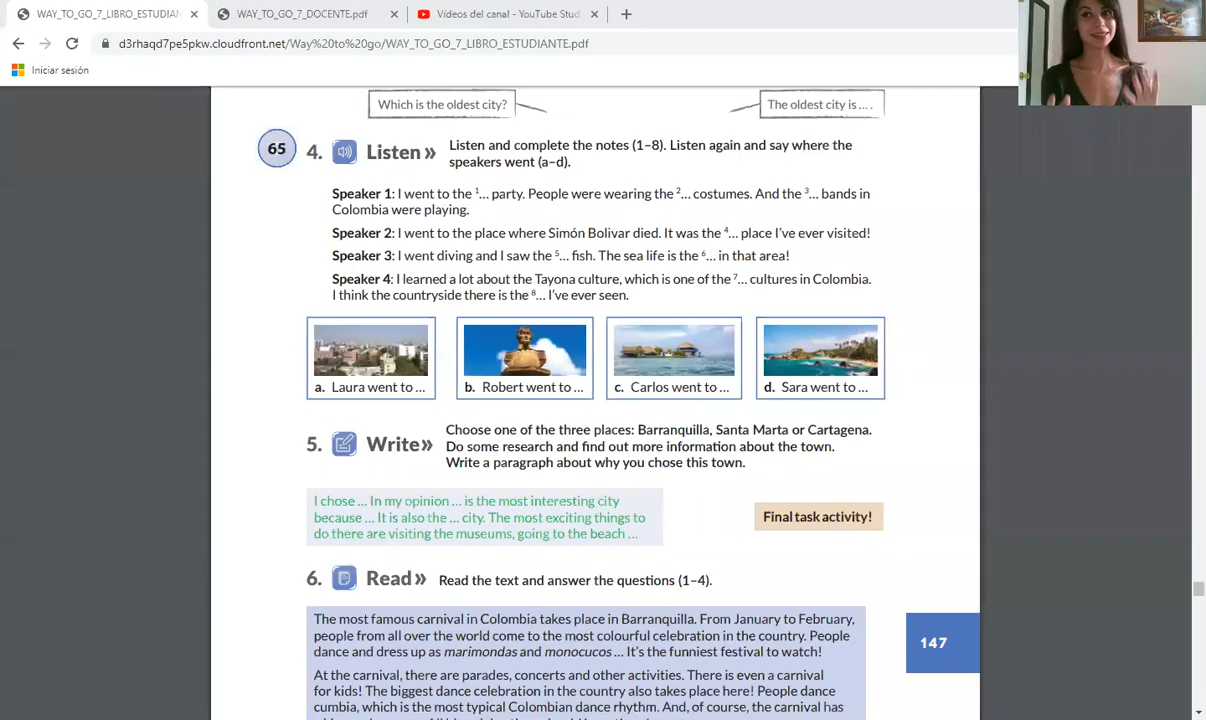 WAY_TO_GO_7_LIBRO_ESTUDIAN
WAY_TO_GO_7_DOCENTE.pdf
Vídeos del canal - YouTube Stud
d3rhaqd7pe5pkw.cloudfront.net/Way%20to%20go/WAY_TO_GO_7_LIBRO_ESTUDIANTE.pdf
Iniciar sesión
Which is the oldest city?
The oldest city is ... .
65
4. Listen» Listen and complete the notes (1–8). Listen again and say where the
speakers went (a–d).
Speaker 1: I went to the 1... party. People were wearing the 2... costumes. And the 3... bands in
Colombia were playing.
Speaker 2: I went to the place where Simón Bolivar died. It was the 4... place I've ever visited!
Speaker 3: I went diving and I saw the 5... fish. The sea life is the 6... in that area!
Speaker 4: I learned a lot about the Tayona culture, which is one of the 7... cultures in Colombia.
I think the countryside there is the 8... I've ever seen.
a. Laura went to ...
b. Robert went to ...
c. Carlos went to ...
d. Sara went to ...
5. Write» Choose one of the three places: Barranquilla, Santa Marta or Cartagena.
Do some research and find out more information about the town.
Write a paragraph about why you chose this town.
I chose ... In my opinion ... is the most interesting city
because ... It is also the ... city. The most exciting things to
do there are visiting the museums, going to the beach ...
Final task activity!
6. Read» Read the text and answer the questions (1–4).
The most famous carnival in Colombia takes place in Barranquilla. From January to February,
people from all over the world come to the most colourful celebration in the country. People
dance and dress up as marimondas and monocucos ... It's the funniest festival to watch!
147
At the carnival, there are parades, concerts and other activities. There is even a carnival
for kids! The biggest dance celebration in the country also takes place here! People dance
cumbia, which is the most typical Colombian dance rhythm. And, of course, the carnival has